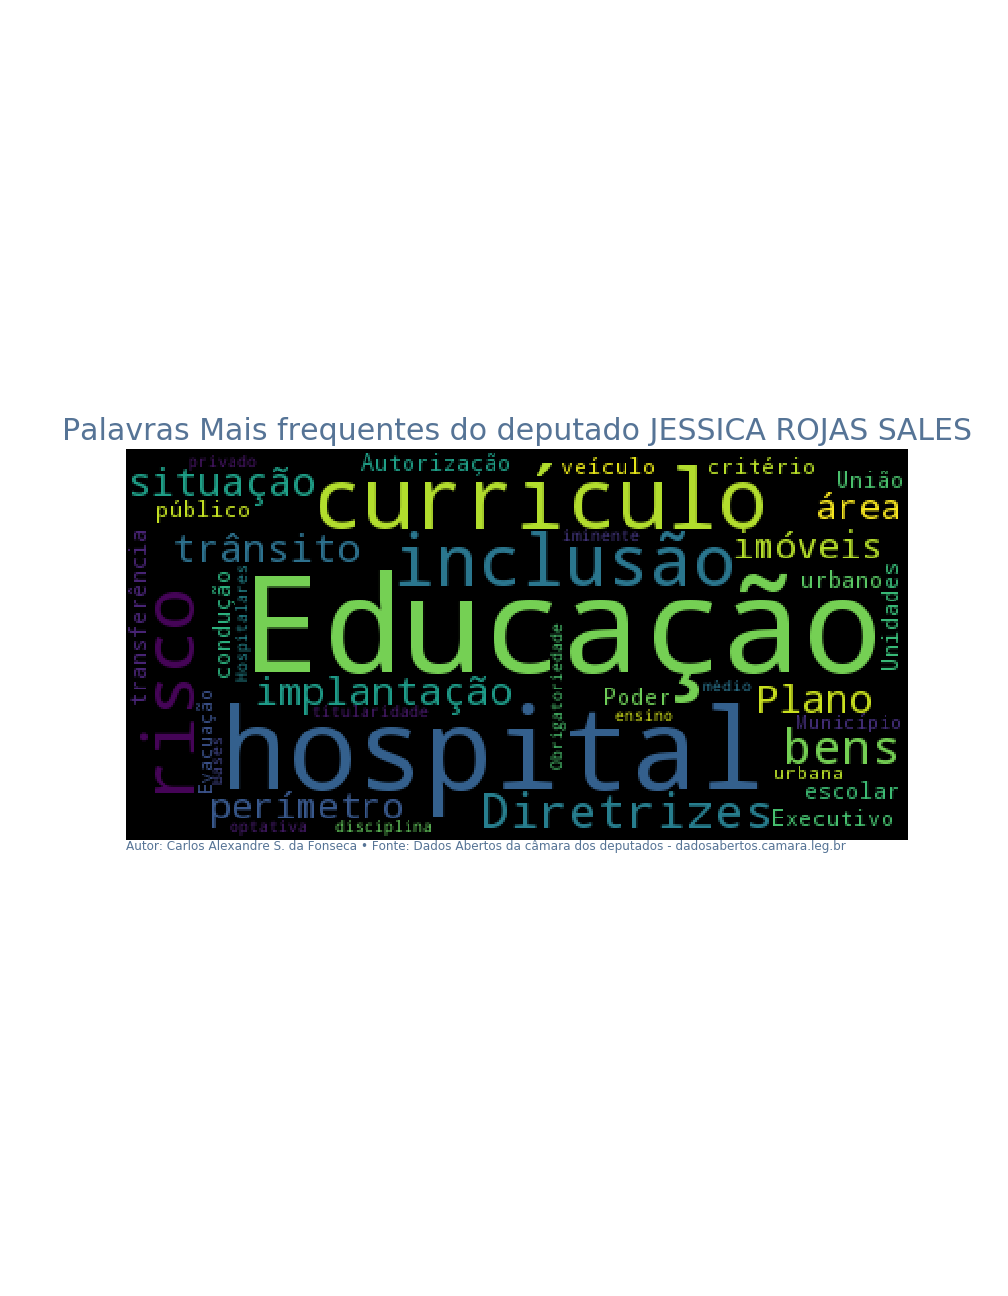 Palavras Mais frequentes do deputado JESSICA ROJAS SALES
privado
Autorização
veículo
critério
situação
currículo
União
público
área
trânsito
inclusão
iminente
imóveis
transferência
risco
condução
Hospitalares
Educação
urbano
Unidades
implantação
Obrigatoriedade
Poder
médio
Plano
titularidade
ensino
Município
Evacuação
Bases
hospital
bens
urbana
perímetro
Diretrizes
escolar
optativa
disciplina
Executivo
Autor: Carlos Alexandre S. da Fonseca • Fonte: Dados Abertos da câmara dos deputados - dadosabertos.camara.leg.br